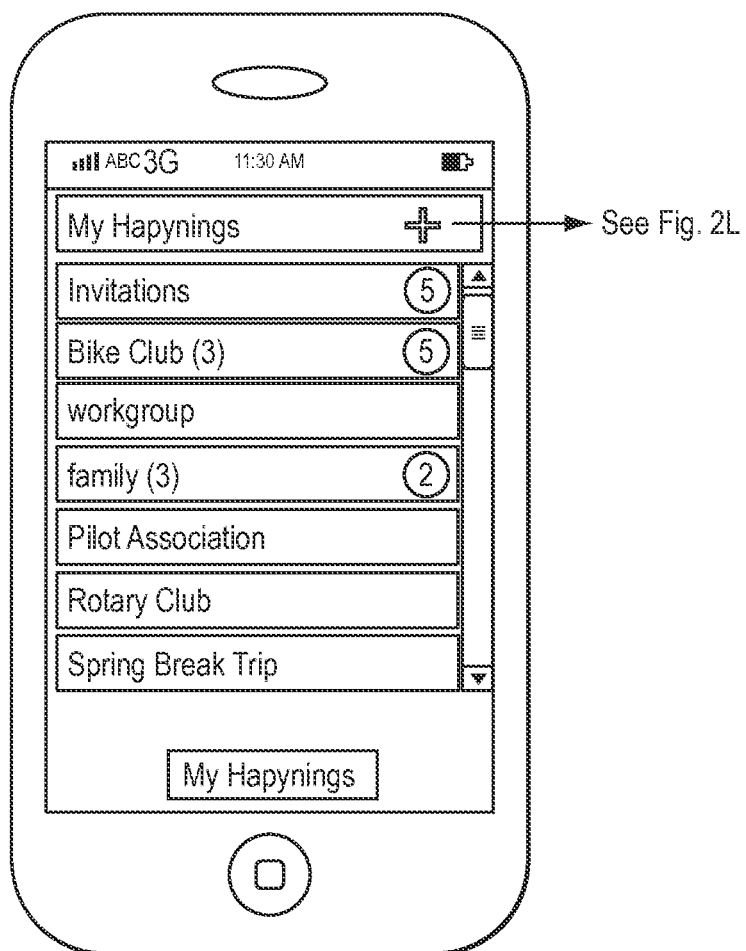 ABC 3G 11:30 AM
My Hapynings
See Fig. 2L
Invitations 5
Bike Club (3) 5
workgroup
family (3) 2
Pilot Association
Rotary Club
Spring Break Trip
My Hapynings